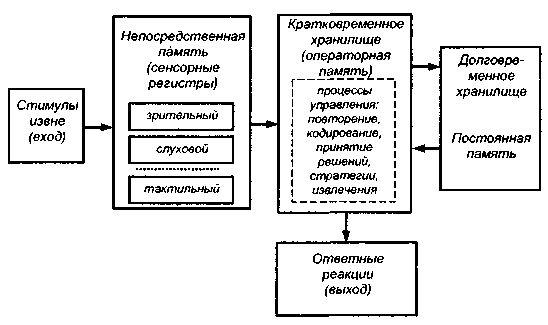 Стимулы
извне
(вход)
Непосредственная
память
(сенсорные
регистры)
зрительный
слуховой
тактильный
Кратковременное
хранилище
(операторная
память)
процессы
управления:
повторение,
кодирование,
принятие
решений,
стратегии,
извлечения
Долговре-
менное
хранилище
Постоянная
память
Ответные
реакции
(выход)